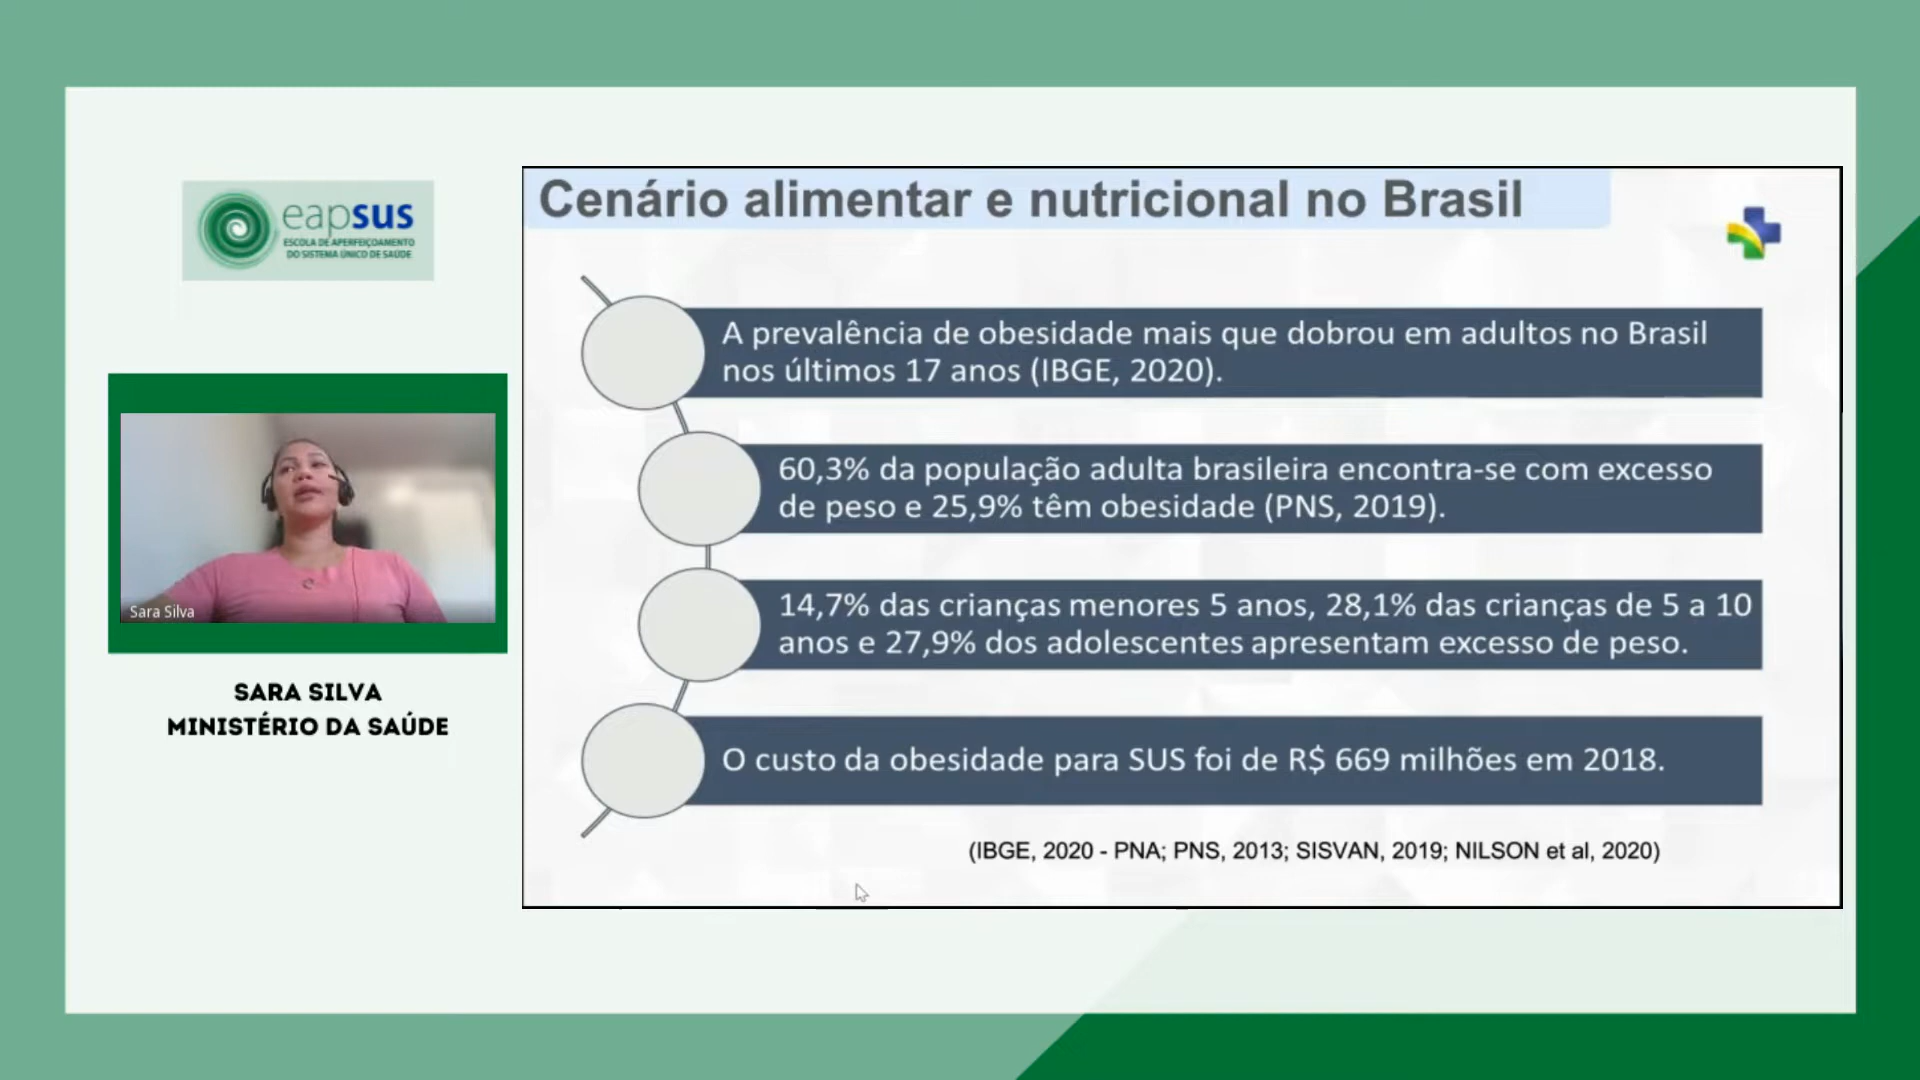 eapsus
ESCOLA DE APERFEIÇOAMENTO
DO SISTEMA ÚNICO DE SAÚDE
Sara Silva
SARA SILVA
MINISTÉRIO DA SAÚDE
Cenário alimentar e nutricional no Brasil
A prevalência de obesidade mais que dobrou em adultos no Brasil
nos últimos 17 anos (IBGE, 2020).
60,3% da população adulta brasileira encontra-se com excesso
de peso e 25,9% têm obesidade (PNS, 2019).
14,7% das crianças menores 5 anos, 28,1% das crianças de 5 a 10
anos e 27,9% dos adolescentes apresentam excesso de peso.
O custo da obesidade para SUS foi de R$ 669 milhões em 2018.
(IBGE, 2020 - PNA; PNS, 2013; SISVAN, 2019; NILSON et al, 2020)